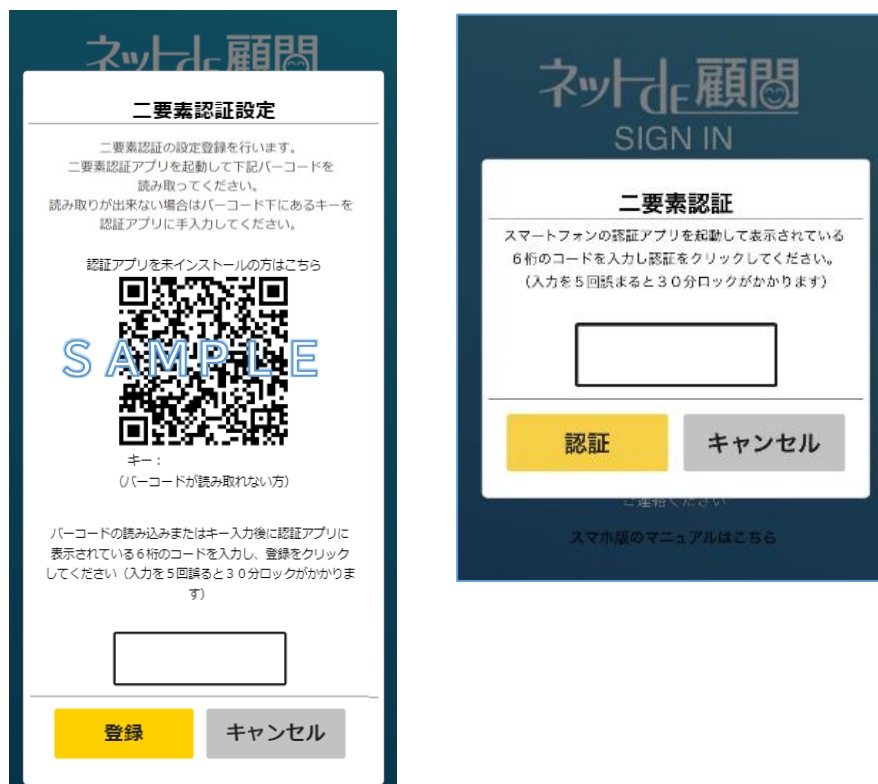 ネットdE顧問
二要素認証設定
二要素認証の設定登録を行います。
二要素認証アプリを起動して下記バーコードを
読み取ってください。
読み取りが出来ない場合はバーコード下にあるキーを
認証アプリに手入力してください。
認証アプリを未インストールの方はこちら
SAMPLE
キー：
（バーコードが読み取れない方）
バーコードの読み込みまたはキー入力後に認証アプリに
表示されている６桁のコードを入力し、登録をクリック
してください（入力を５回誤ると３０分ロックがかかりま
す）
登録
キャンセル
ネットdE顧問
SIGN IN
二要素認証
スマートフォンの認証アプリを起動して表示されている
６桁のコードを入力し認証をクリックしてください。
（入力を５回誤まると３０分ロックがかかります）
認証
キャンセル
ご連絡ください
スマホ版のマニュアルはこちら